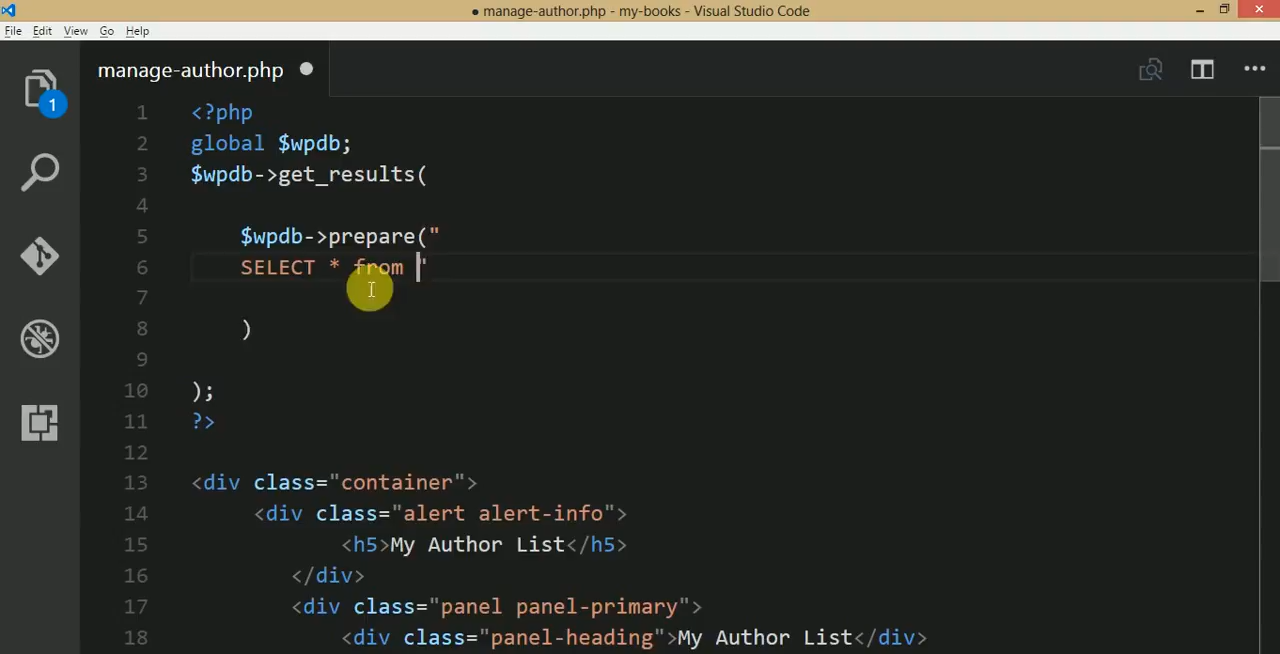 ● manage-author.php - my-books - Visual Studio Code
File Edit View Go Help
1
manage-author.php
1 <?php
2 global $wpdb;
3 $wpdb->get_results(
4
5 $wpdb->prepare("
6 SELECT * from "
7
8 )
9
10 );
11 ?>
12
13 <div class="container">
14 <div class="alert alert-info">
15 <h5>My Author List</h5>
16 </div>
17 <div class="panel panel-primary">
18 <div class="panel-heading">My Author List</div>